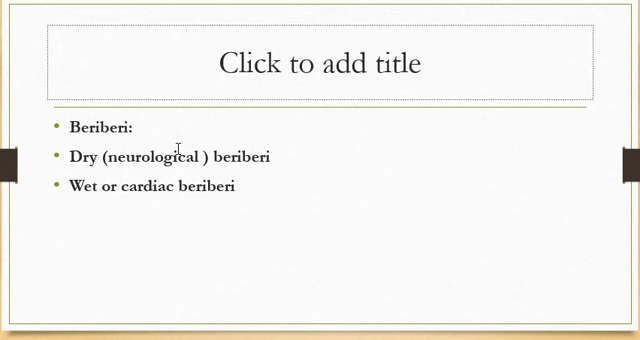 Click to add title
• Beriberi:
• Dry (neurological ) beriberi
• Wet or cardiac beriberi